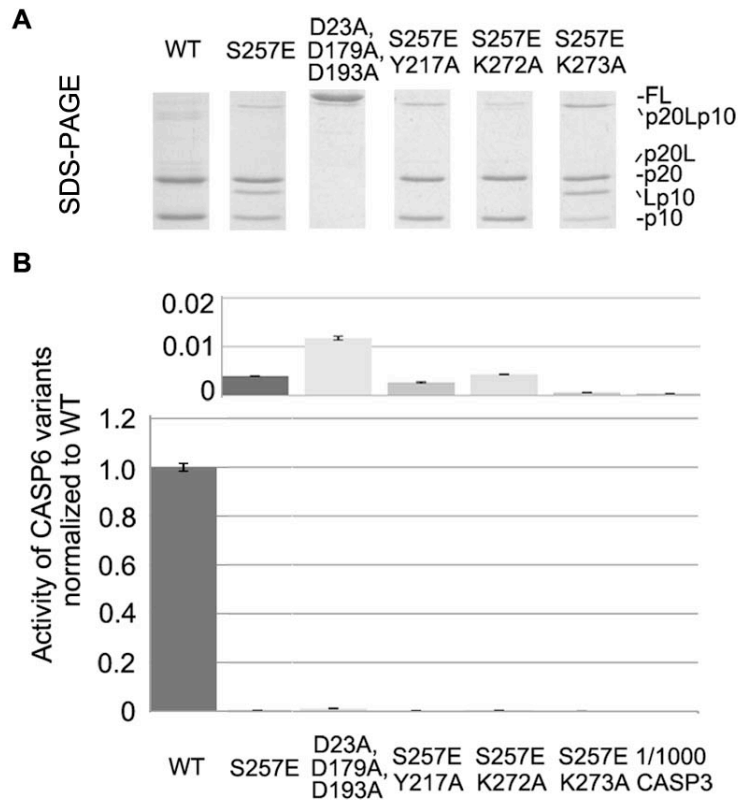 A
WT
S257E
D23A,
D179A,
D193A
S257E
Y217A
S257E
K272A
S257E
K273A
SDS-PAGE
-FL
p20Lp10
p20L
-p20
Lp10
-p10
B
0.02
0.01
0
Activity of CASP6 variants
normalized to WT
1.2
1.0
0.8
0.6
0.4
0.2
0
WT
S257E
D23A,
D179A,
D193A
S257E
Y217A
S257E
K272A
S257E
K273A
1/1000
CASP3